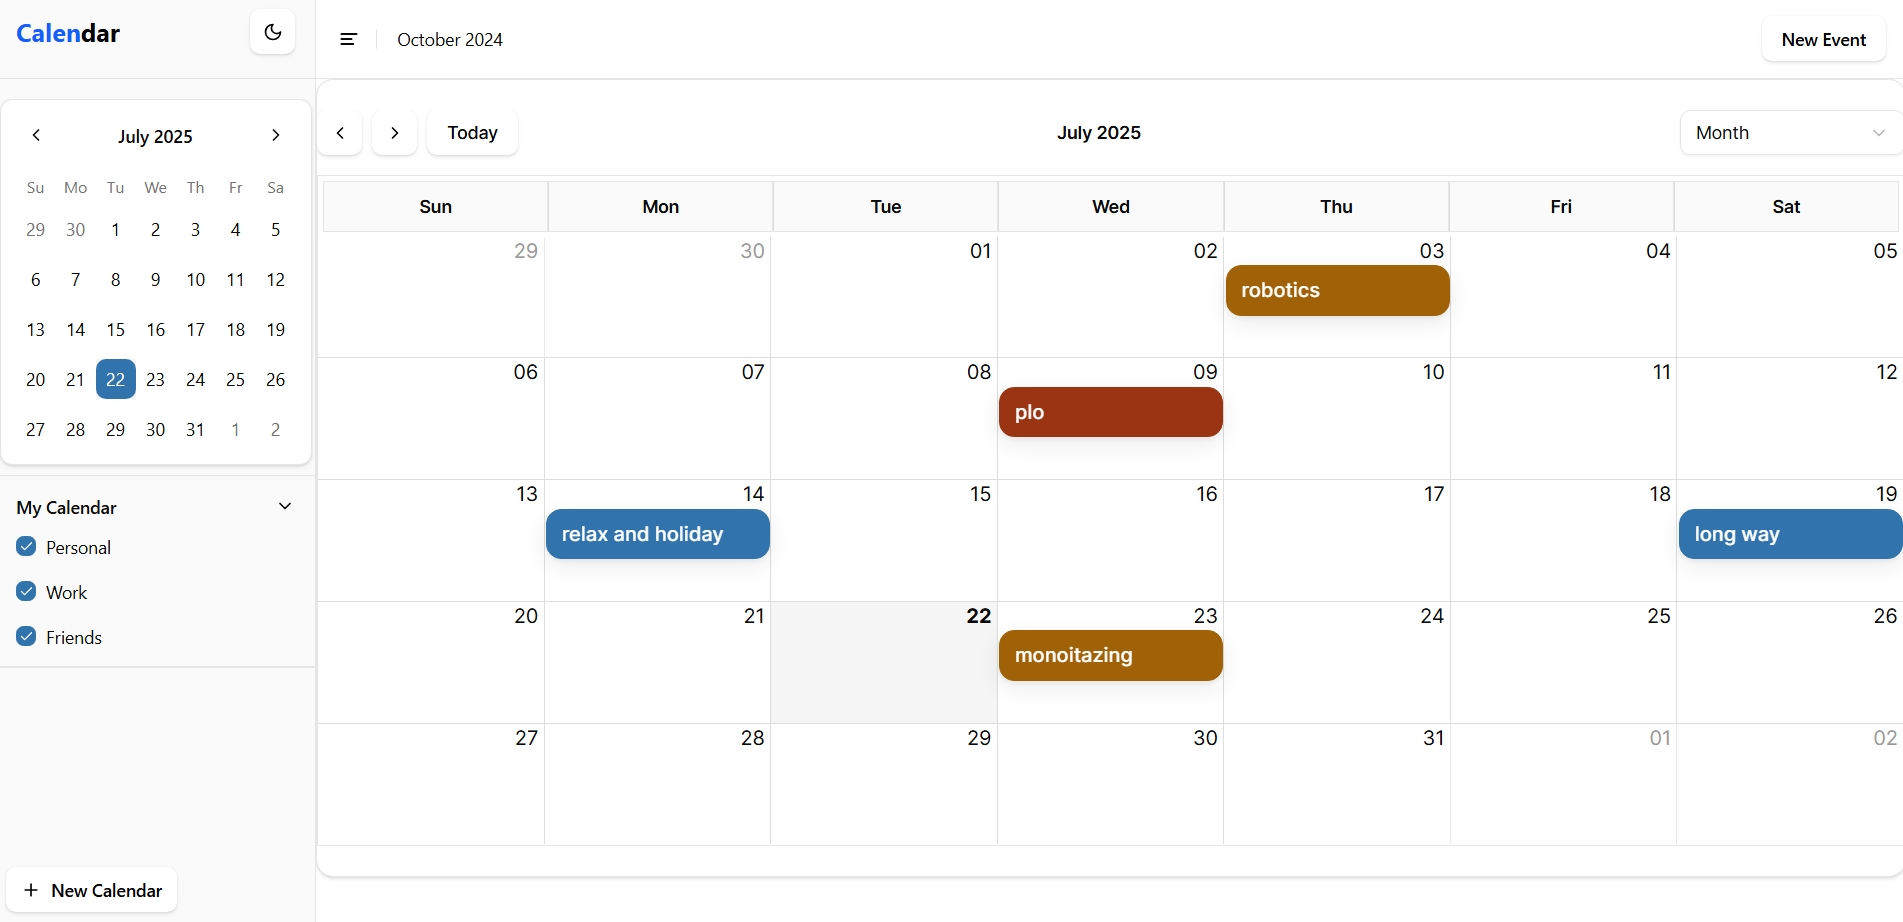 Calendar
October 2024
New Event
July 2025
Su Mo Tu We Th Fr Sa
29 30 1 2 3 4 5
6 7 8 9 10 11 12
13 14 15 16 17 18 19
20 21 22 23 24 25 26
27 28 29 30 31 1 2
My Calendar
Personal
Work
Friends
New Calendar
Today
July 2025
Month
Sun Mon Tue Wed Thu Fri Sat
29 30 01 02 03 04 05
robotics
06 07 08 09 10 11 12
plo
13 14 15 16 17 18 19
relax and holiday long way
20 21 22 23 24 25 26
monoitazing
27 28 29 30 31 01 02